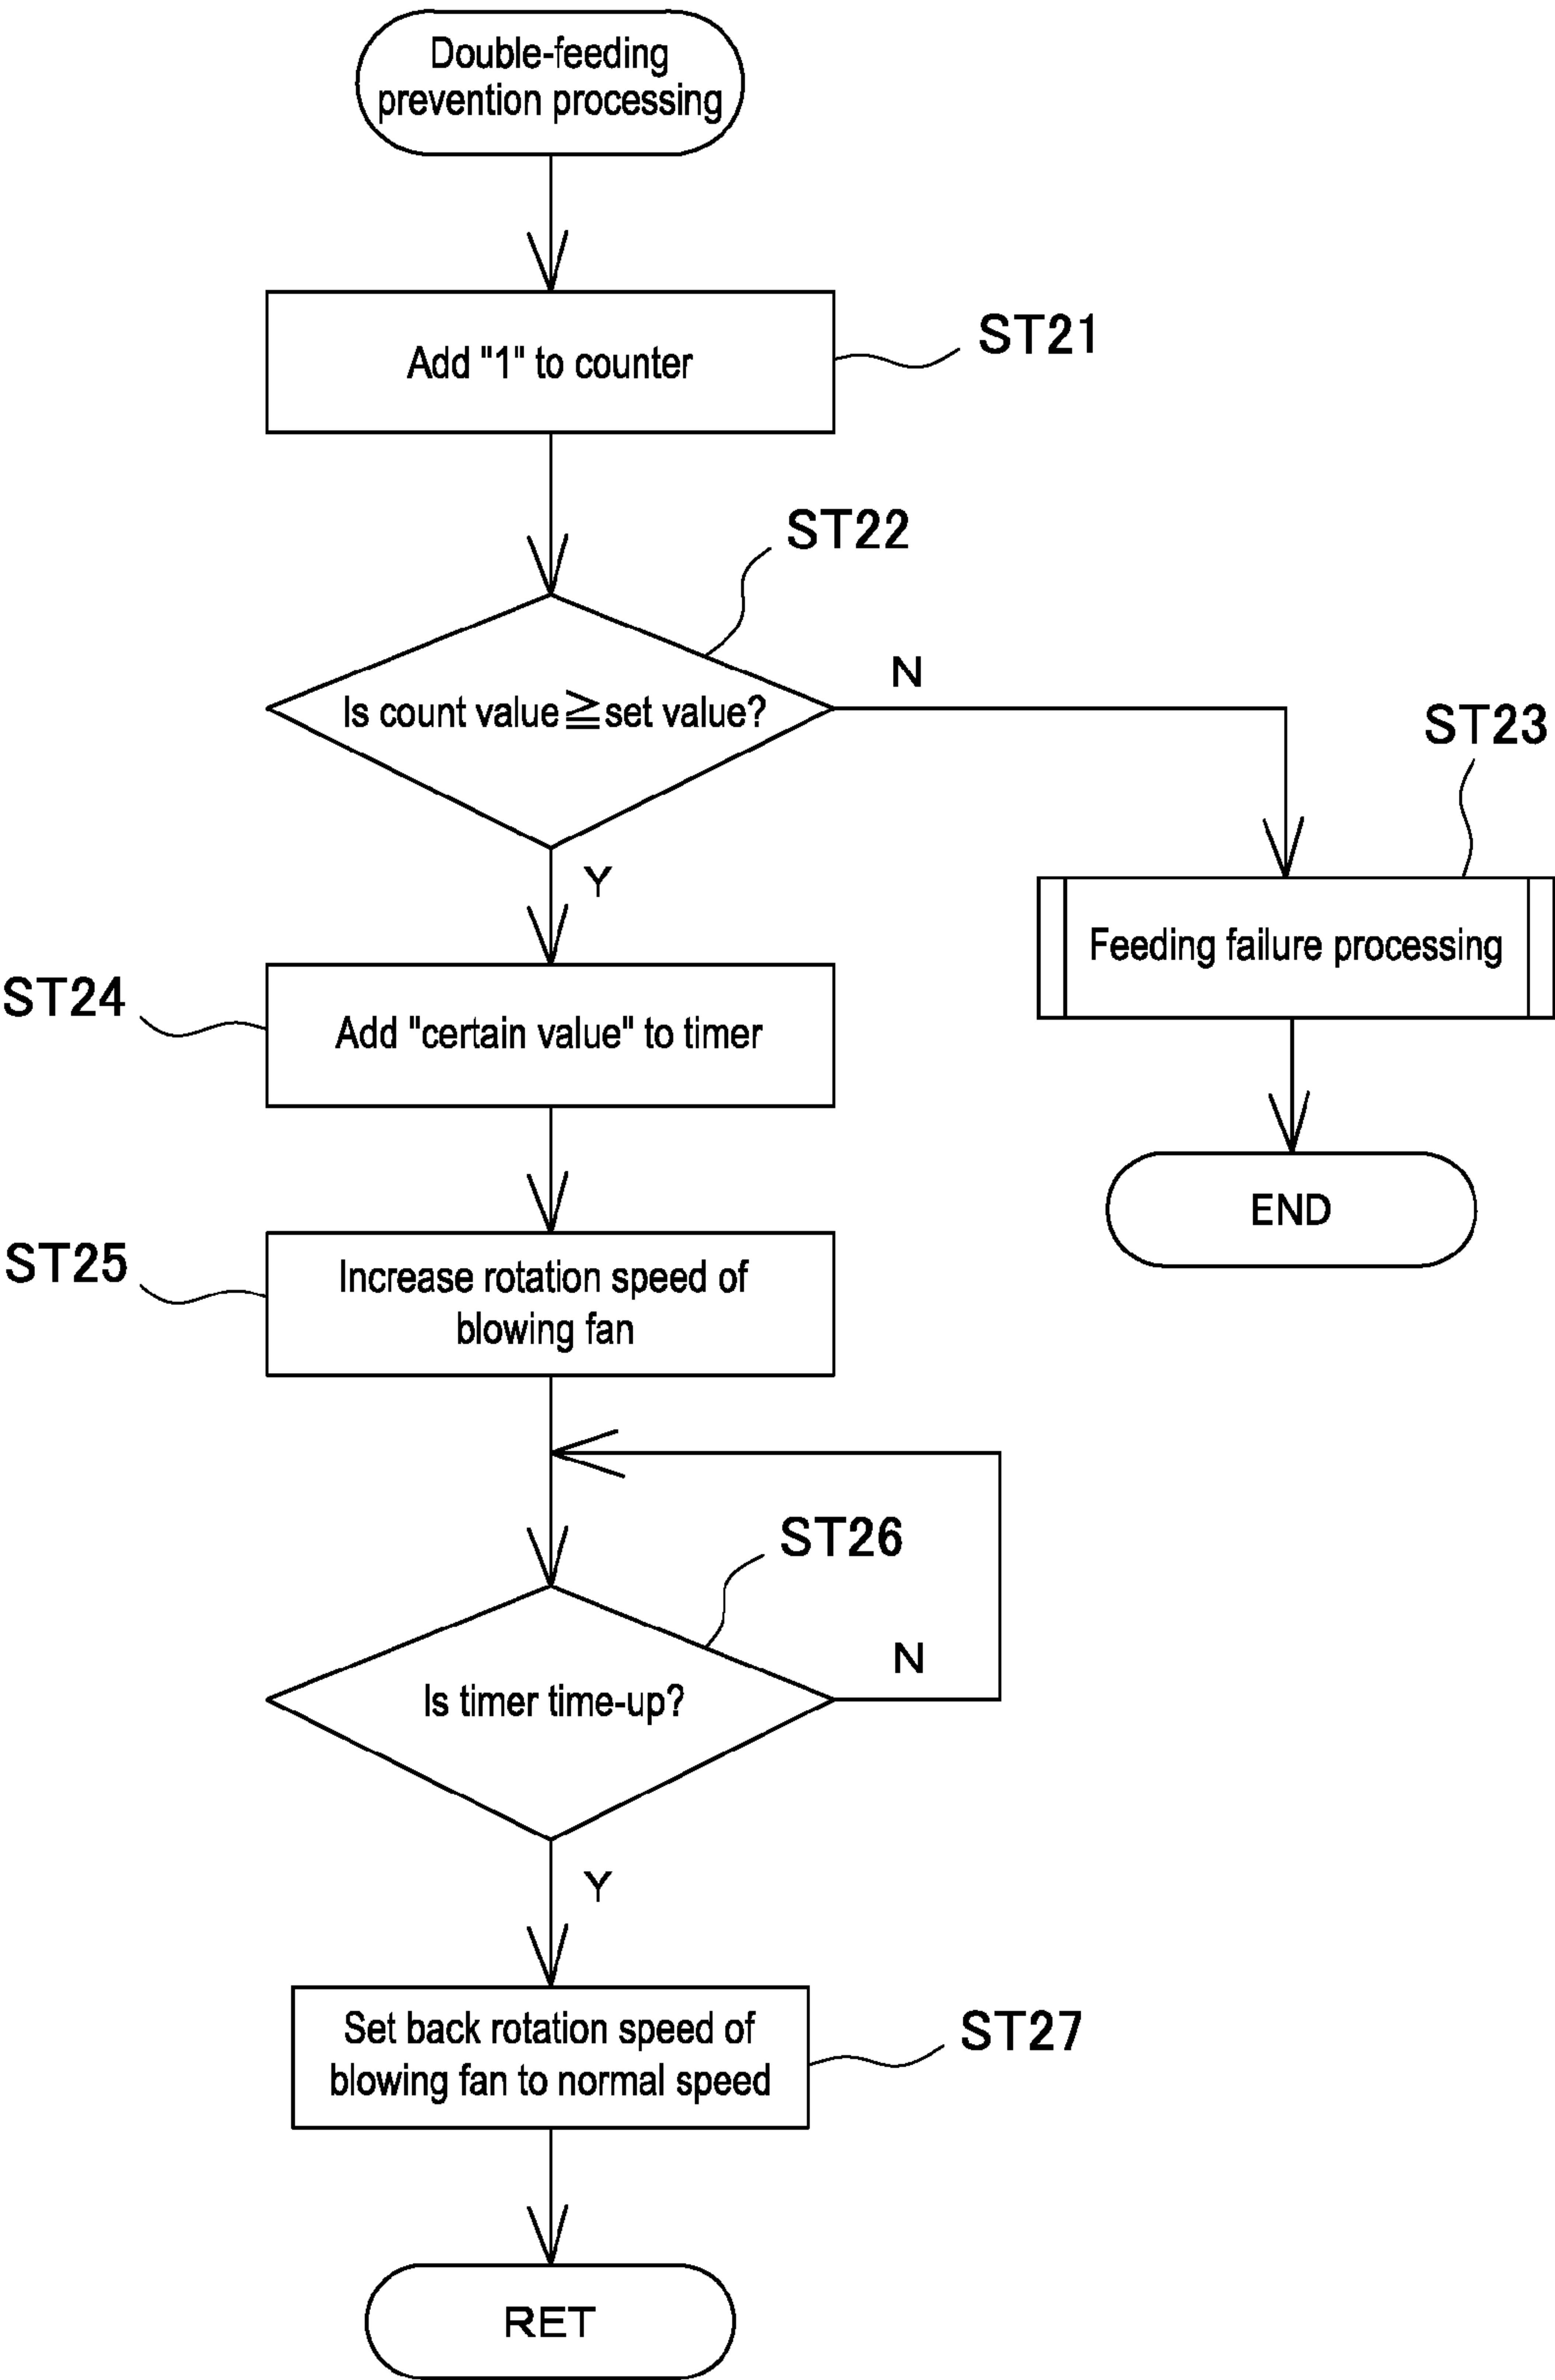 Double-feeding
prevention processing
Add "1" to counter
ST21
ST22
Is count value≧set value?
N
Y
ST23
Feeding failure processing
END
ST24
Add "certain value" to timer
ST25
Increase rotation speed of
blowing fan
ST26
Is timer time-up?
N
Y
Set back rotation speed of
blowing fan to normal speed
ST27
RET